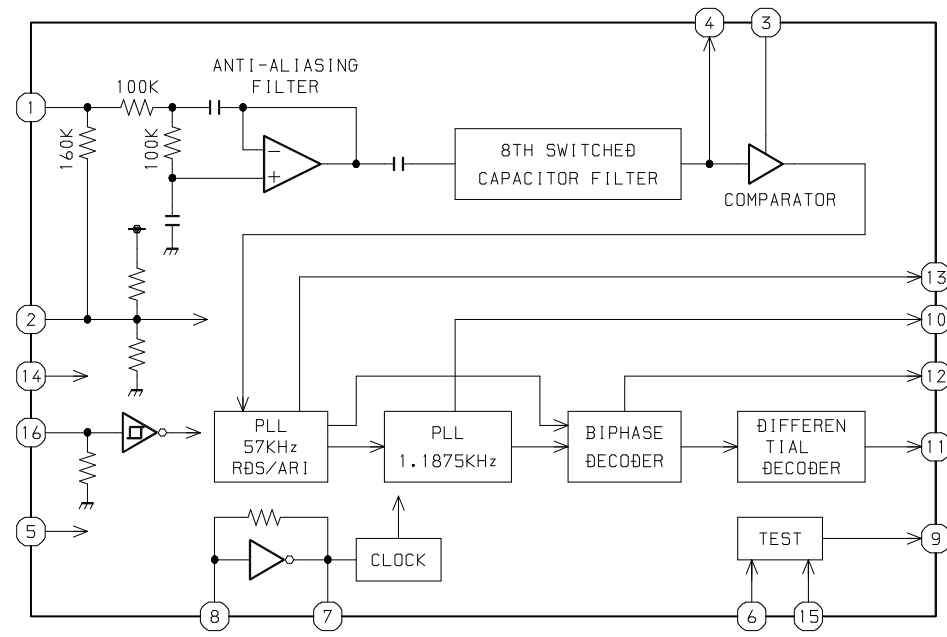 4
3
ANTI-ALIASING
FILTER
100K
1
160K
100K
8TH SWITCHED
CAPACITOR FILTER
COMPARATOR
−
+
13
2
10
14
12
16
PLL
57KHz
RDS/ARI
PLL
1.1875KHz
BIPHASE
DECODER
DIFFEREN
TIAL
DECODER
11
5
CLOCK
TEST
9
8
7
6
15